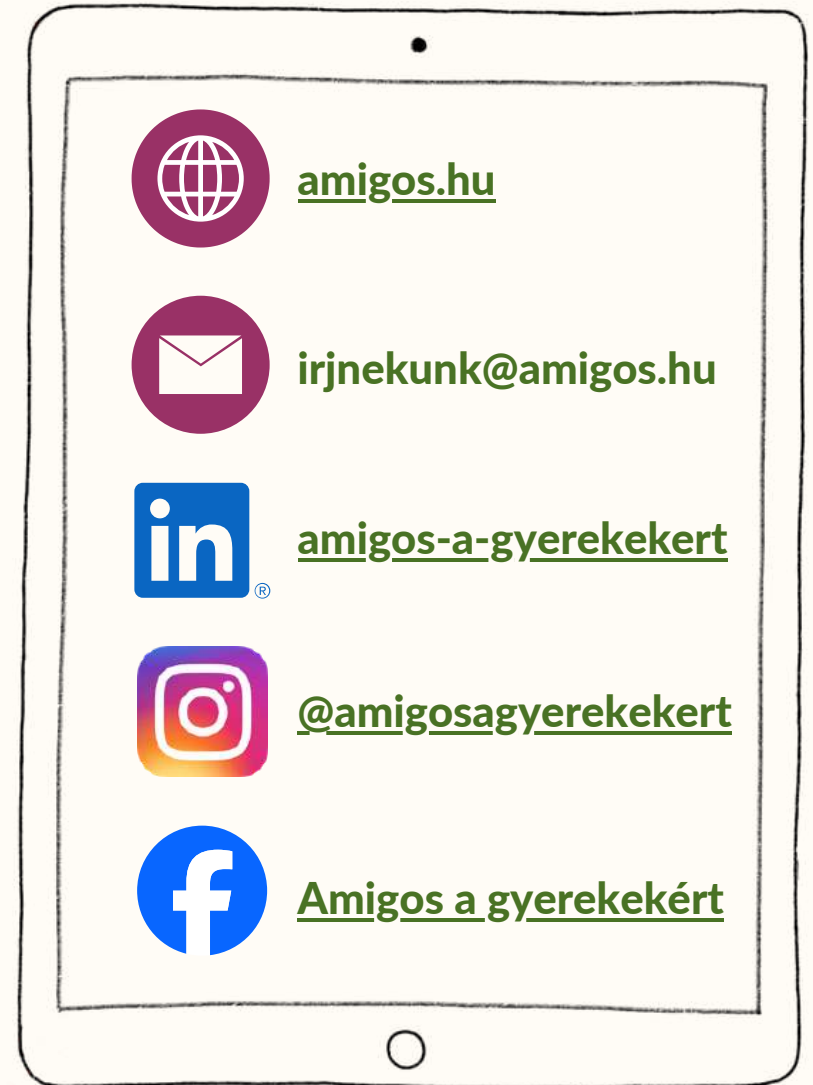 amigos.hu
irjnekunk@amigos.hu
in ®
amigos-a-gyerekekert
@amigosagyerekekert
Amigos a gyerekekért